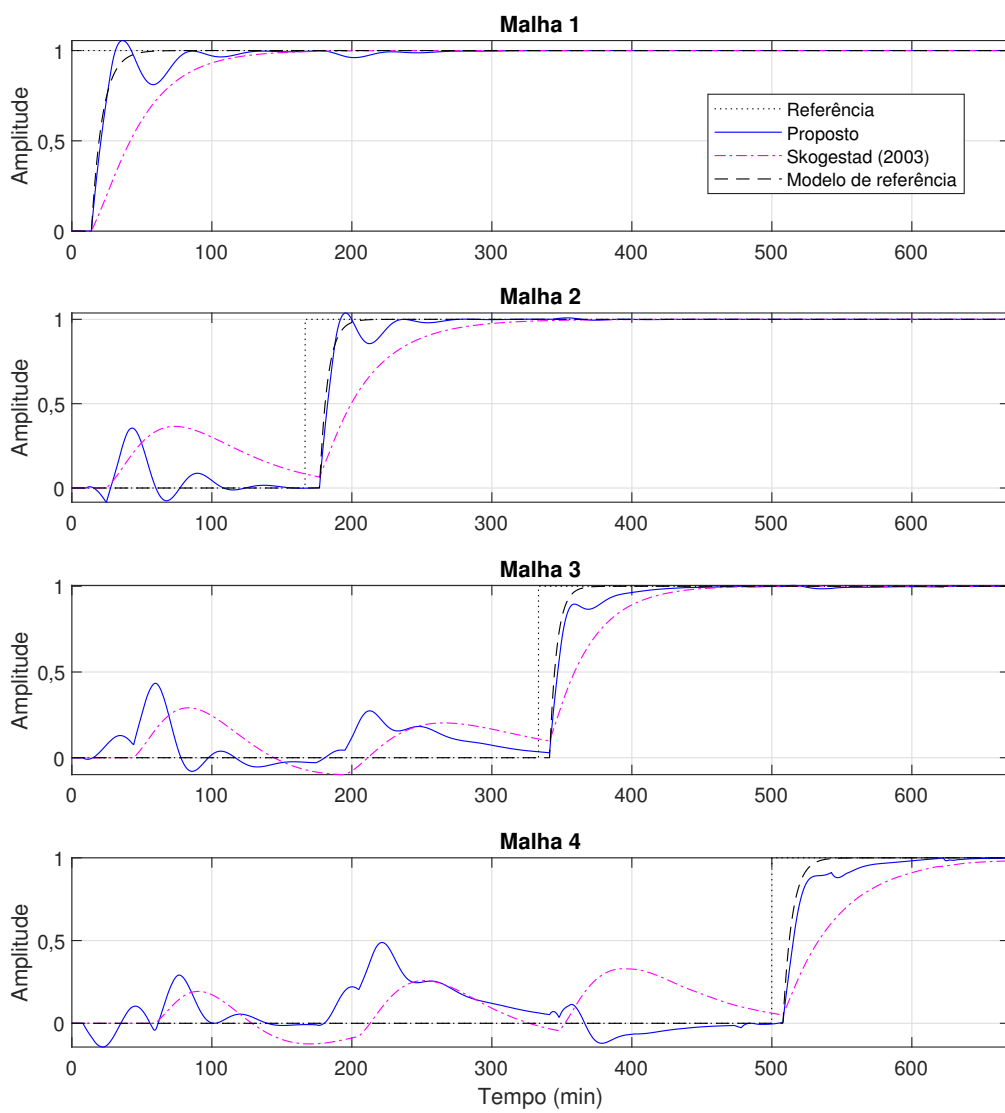 Malha 1
1
0,5
0
Amplitude
Referência
Proposto
Skogestad (2003)
Modelo de referência
0 100 200 300 400 500 600
Malha 2
1
0,5
0
Amplitude
0 100 200 300 400 500 600
Malha 3
1
0,5
0
Amplitude
0 100 200 300 400 500 600
Malha 4
1
0,5
0
Amplitude
0 100 200 300 400 500 600
Tempo (min)